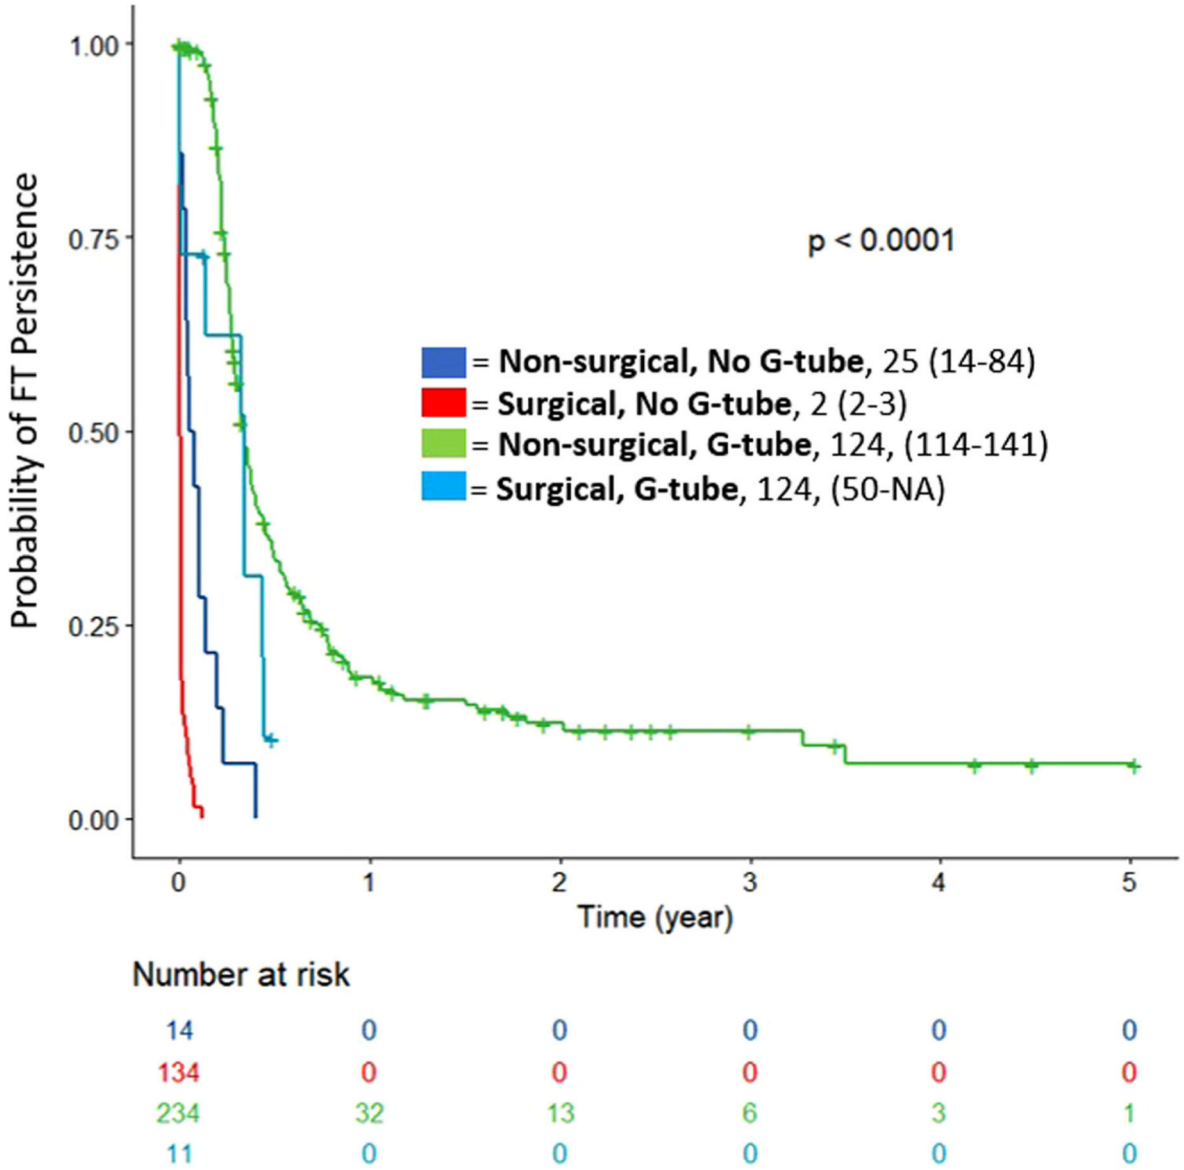 Probability of FT Persistence
1.00
0.75
0.50
0.25
0.00
p < 0.0001
= Non-surgical, No G-tube, 25 (14-84)
= Surgical, No G-tube, 2 (2-3)
= Non-surgical, G-tube, 124, (114-141)
= Surgical, G-tube, 124, (50-NA)
0 1 2 3 4 5
Time (year)
Number at risk
14 0 0 0 0 0
134 0 0 0 0 0
234 32 13 6 3 1
11 0 0 0 0 0